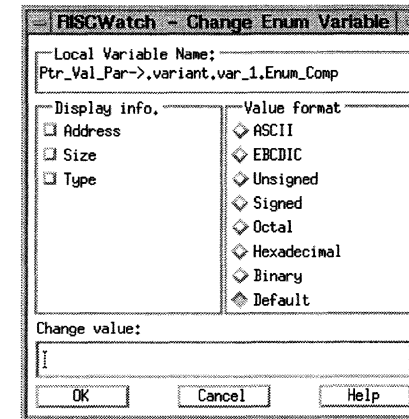 RISCWatch - Change Enum Variable
Local Variable Name:
Ptr_Val_Par->.variant.var_1.Enum_Comp
Display info.
Address
Size
Type
Value format
ASCII
EBCDIC
Unsigned
Signed
Octal
Hexadecimal
Binary
Default
Change value:
OK Cancel Help